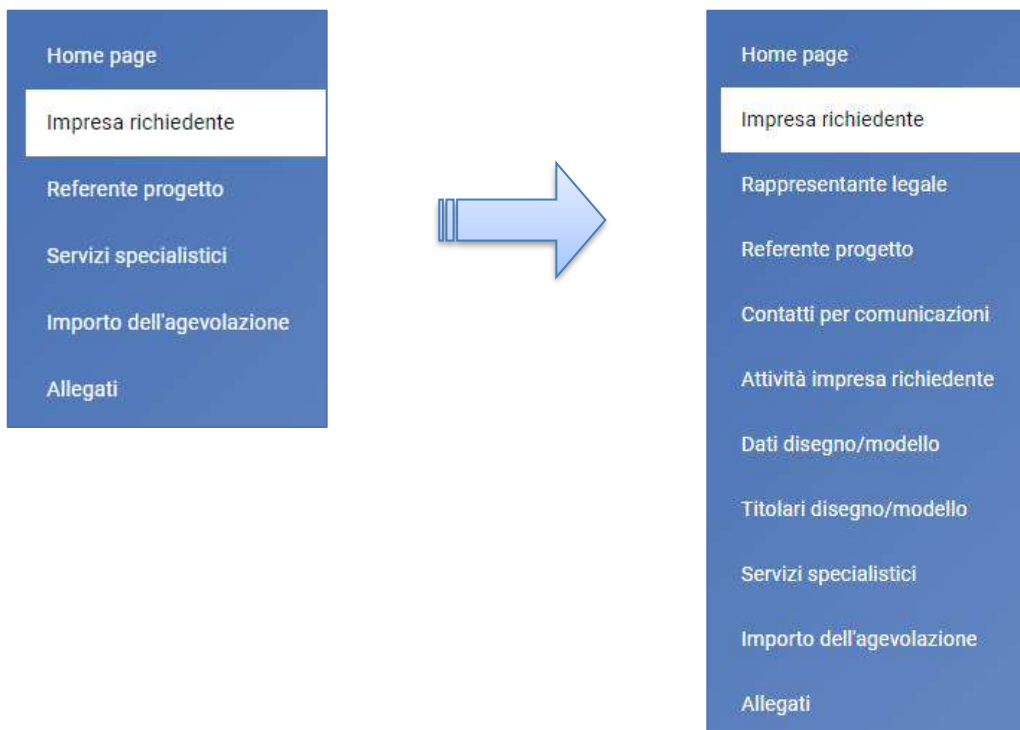 Home page
Impresa richiedente
Referente progetto
Servizi specialistici
Importo dell'agevolazione
Allegati
Home page
Impresa richiedente
Rappresentante legale
Referente progetto
Contatti per comunicazioni
Attività impresa richiedente
Dati disegno/modello
Titolari disegno/modello
Servizi specialistici
Importo dell'agevolazione
Allegati